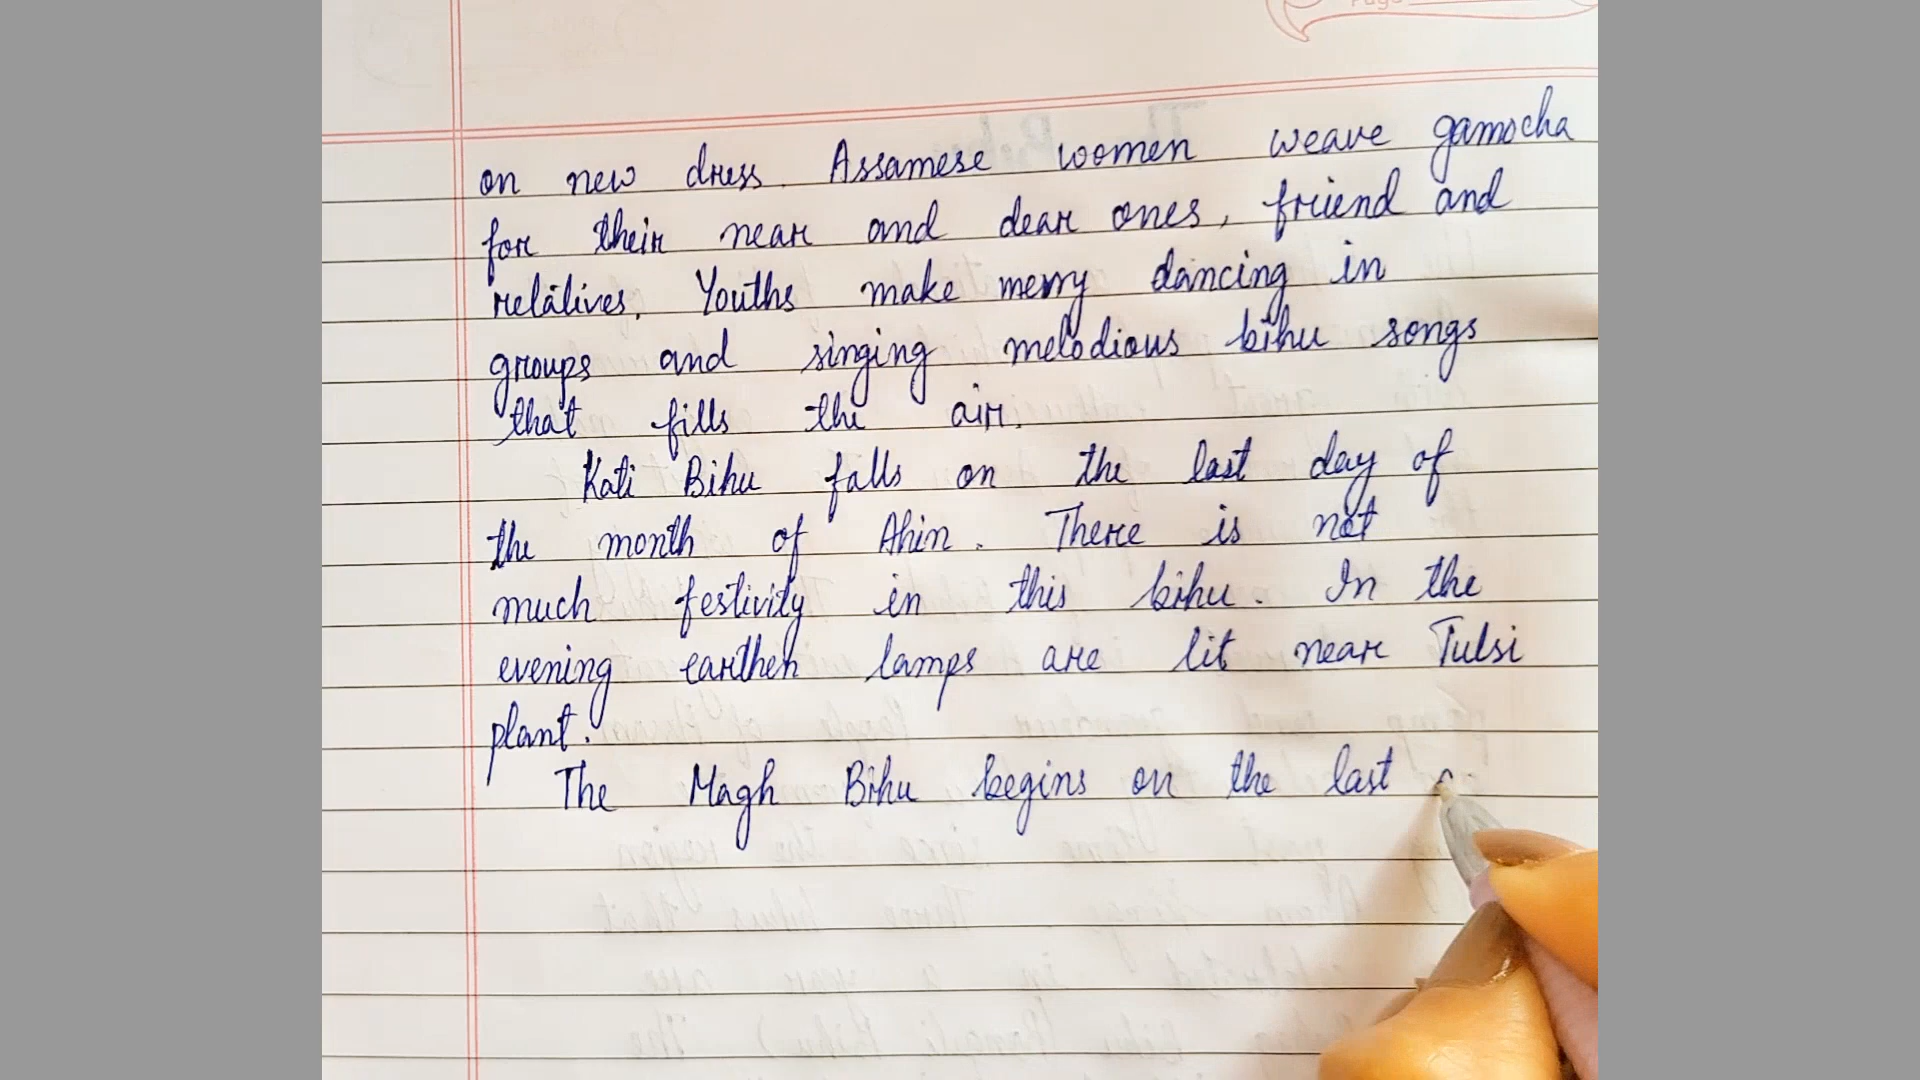 on new dress. Assamese women weave gamocha
for their near and dear ones, friend and
relatives. Youths make merry dancing in
groups and singing melodious bihu songs
that fills the air.
Kati Bihu falls on the last day of
the month of Ahin. There is not
much festivity in this bihu. In the
evening earthen lamps are lit near Tulsi
plant.
The Magh Bihu begins on the last